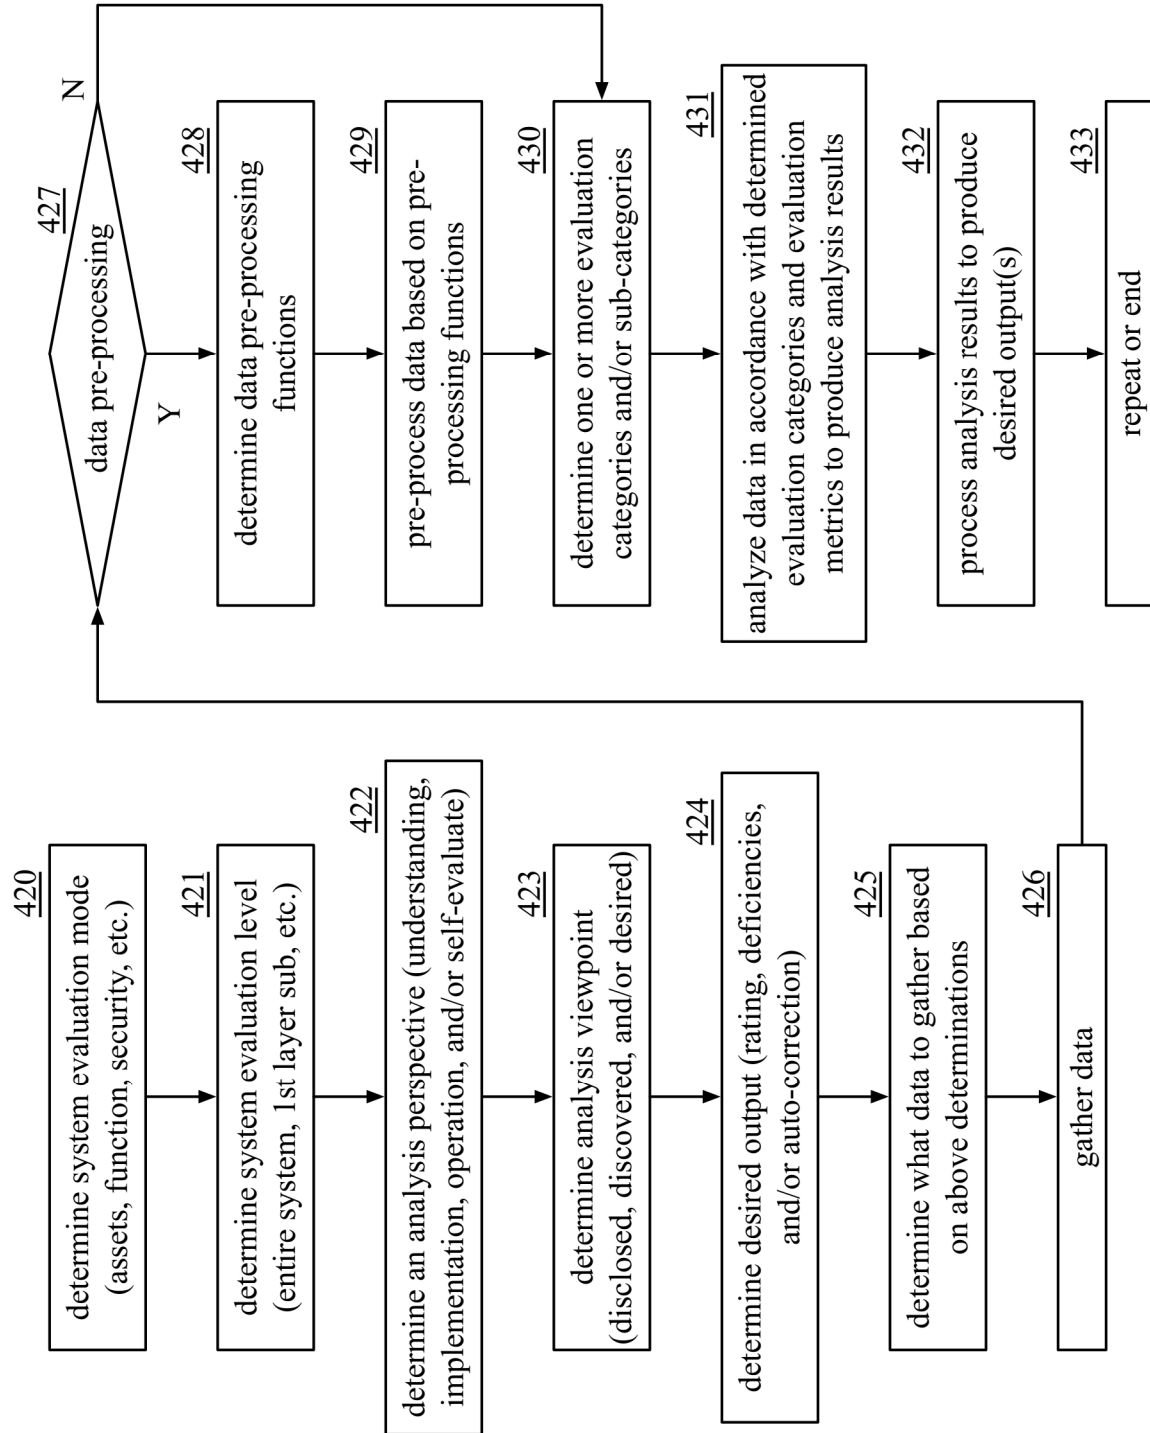 420
determine system evaluation mode
(assets, function, security, etc.)
421
determine system evaluation level
(entire system, 1st layer sub, etc.)
422
determine an analysis perspective (understanding,
implementation, operation, and/or self-evaluate)
423
determine analysis viewpoint
(disclosed, discovered, and/or desired)
424
determine desired output (rating, deficiencies,
and/or auto-correction)
425
determine what data to gather based
on above determinations
426
gather data
427
data pre-processing
N
Y
428
determine data pre-processing
functions
429
pre-process data based on pre-
processing functions
430
determine one or more evaluation
categories and/or sub-categories
431
analyze data in accordance with determined
evaluation categories and evaluation
metrics to produce analysis results
432
process analysis results to produce
desired output(s)
433
repeat or end